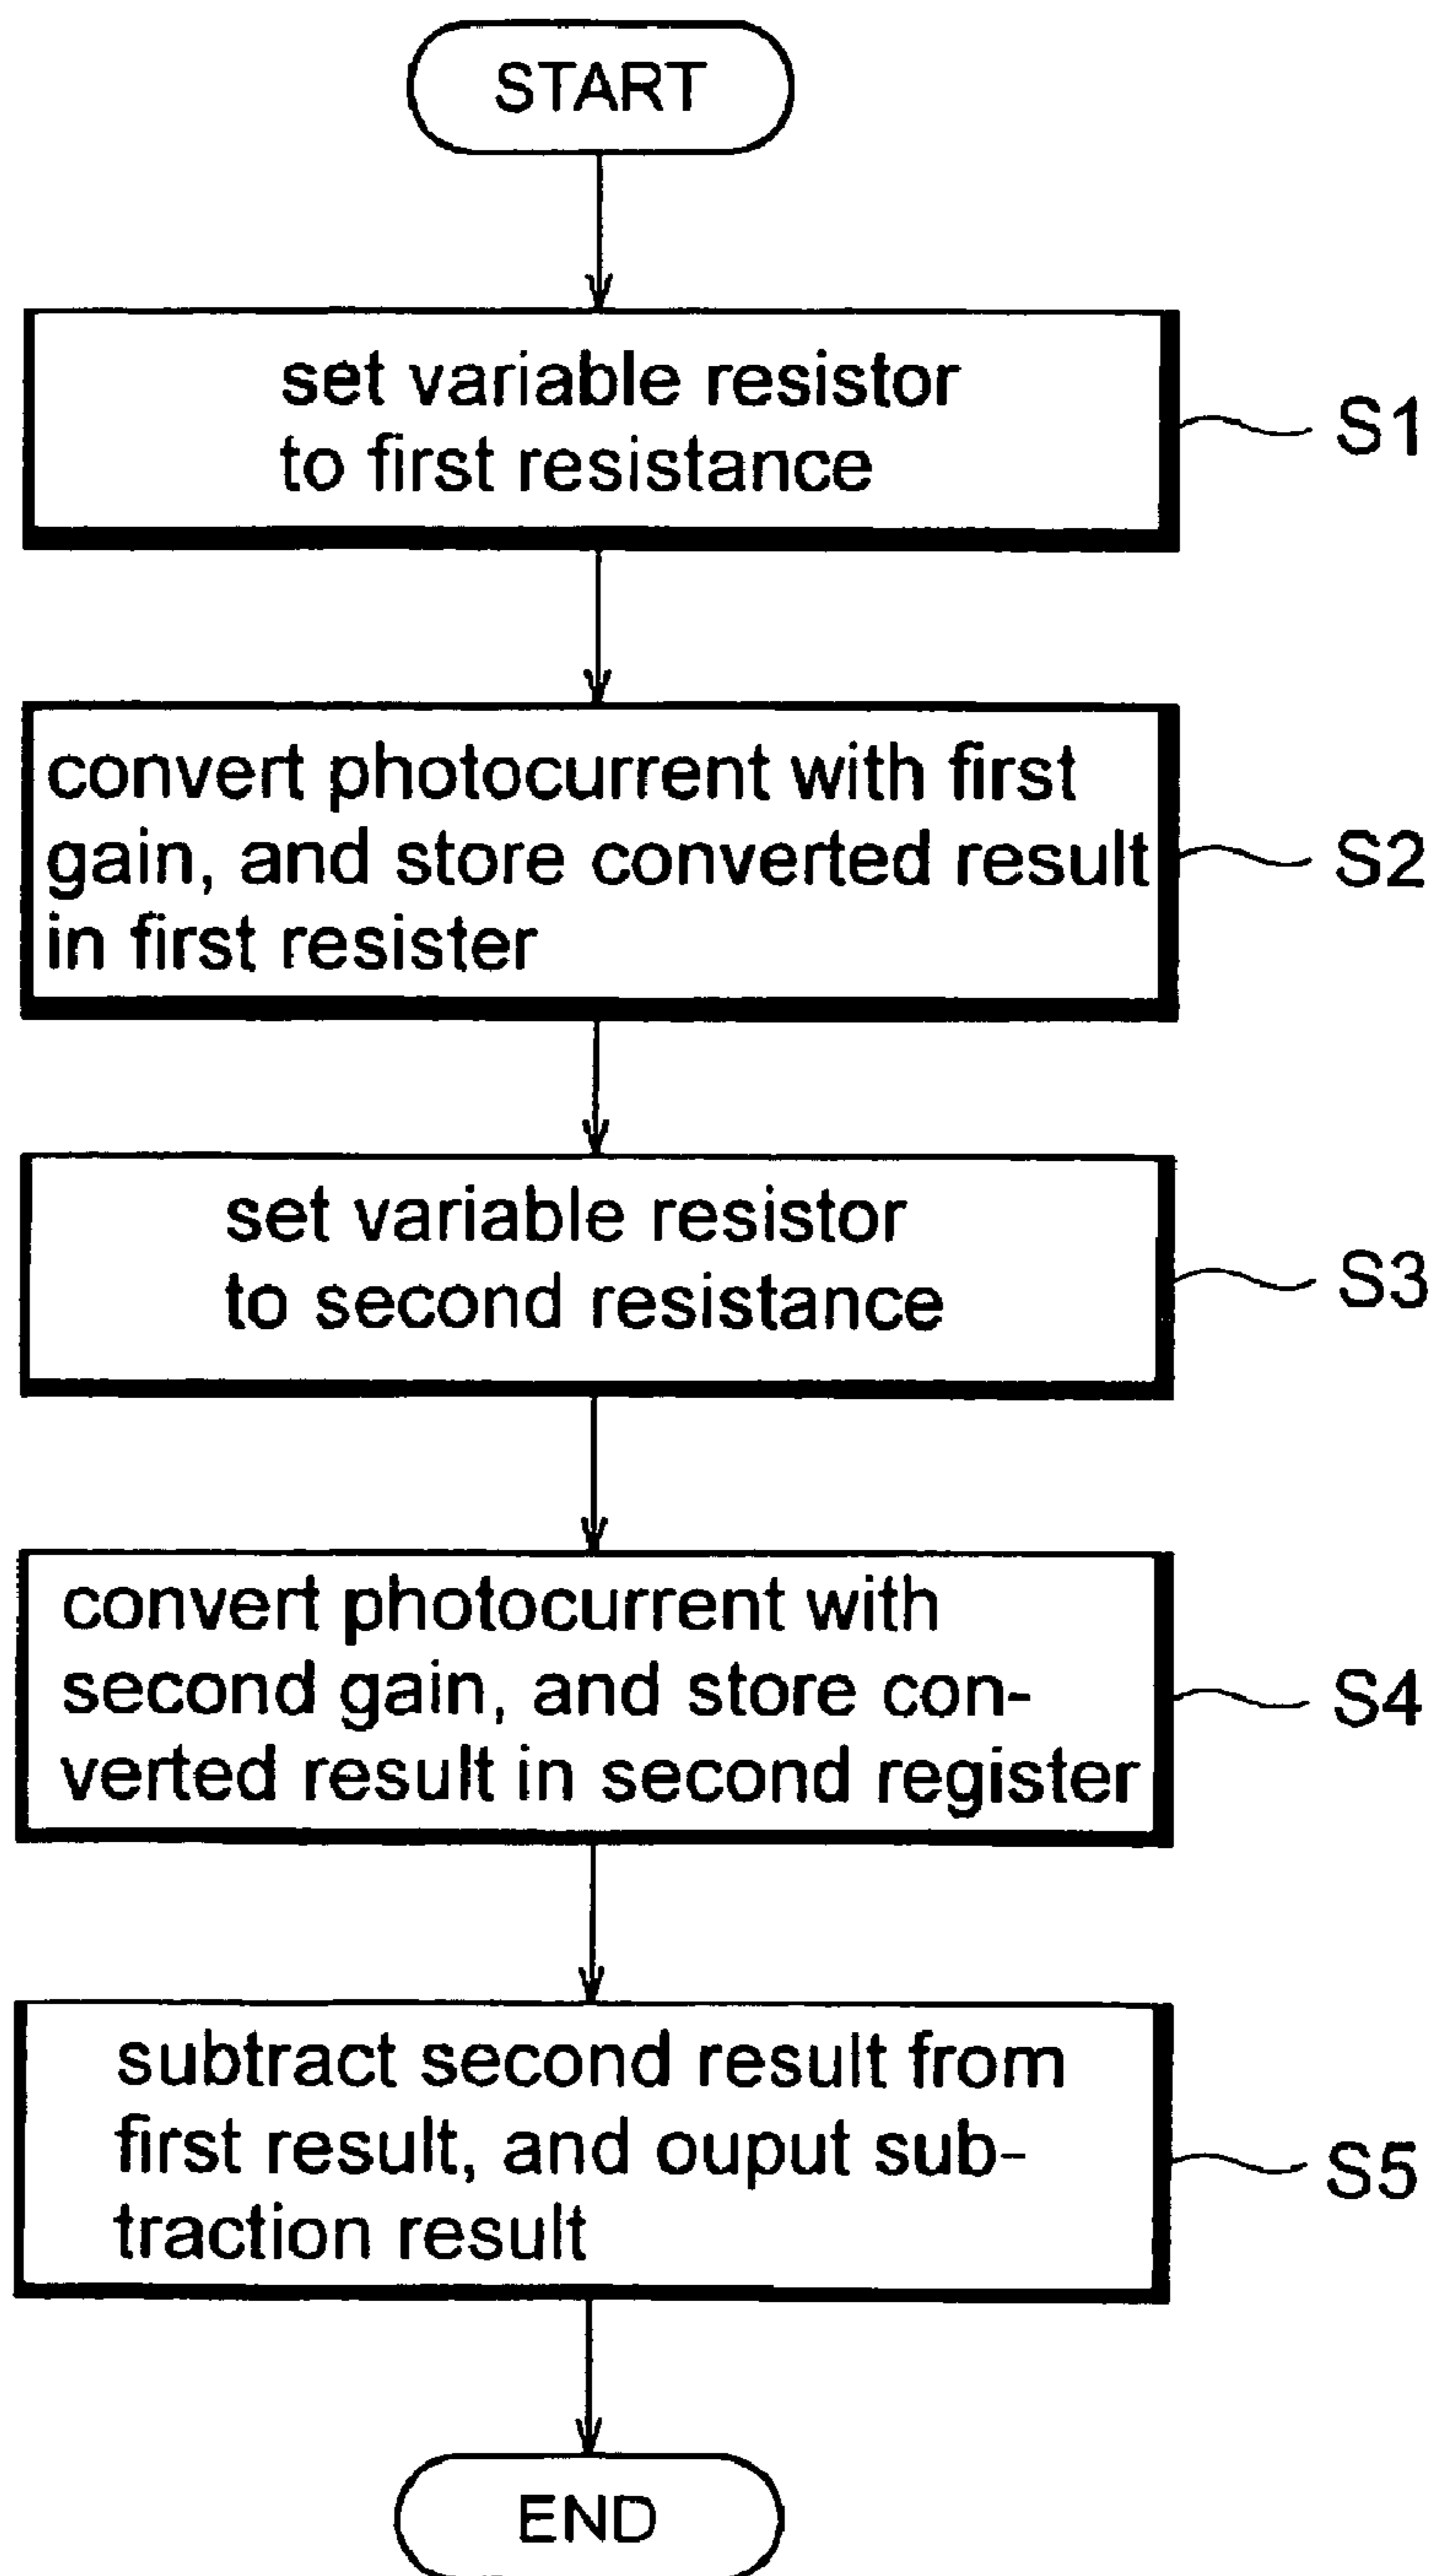 START
set variable resistor
to first resistance
S1
convert photocurrent with first
gain, and store converted result
in first resister
S2
set variable resistor
to second resistance
S3
convert photocurrent with
second gain, and store con-
verted result in second register
S4
subtract second result from
first result, and ouput sub-
traction result
S5
END